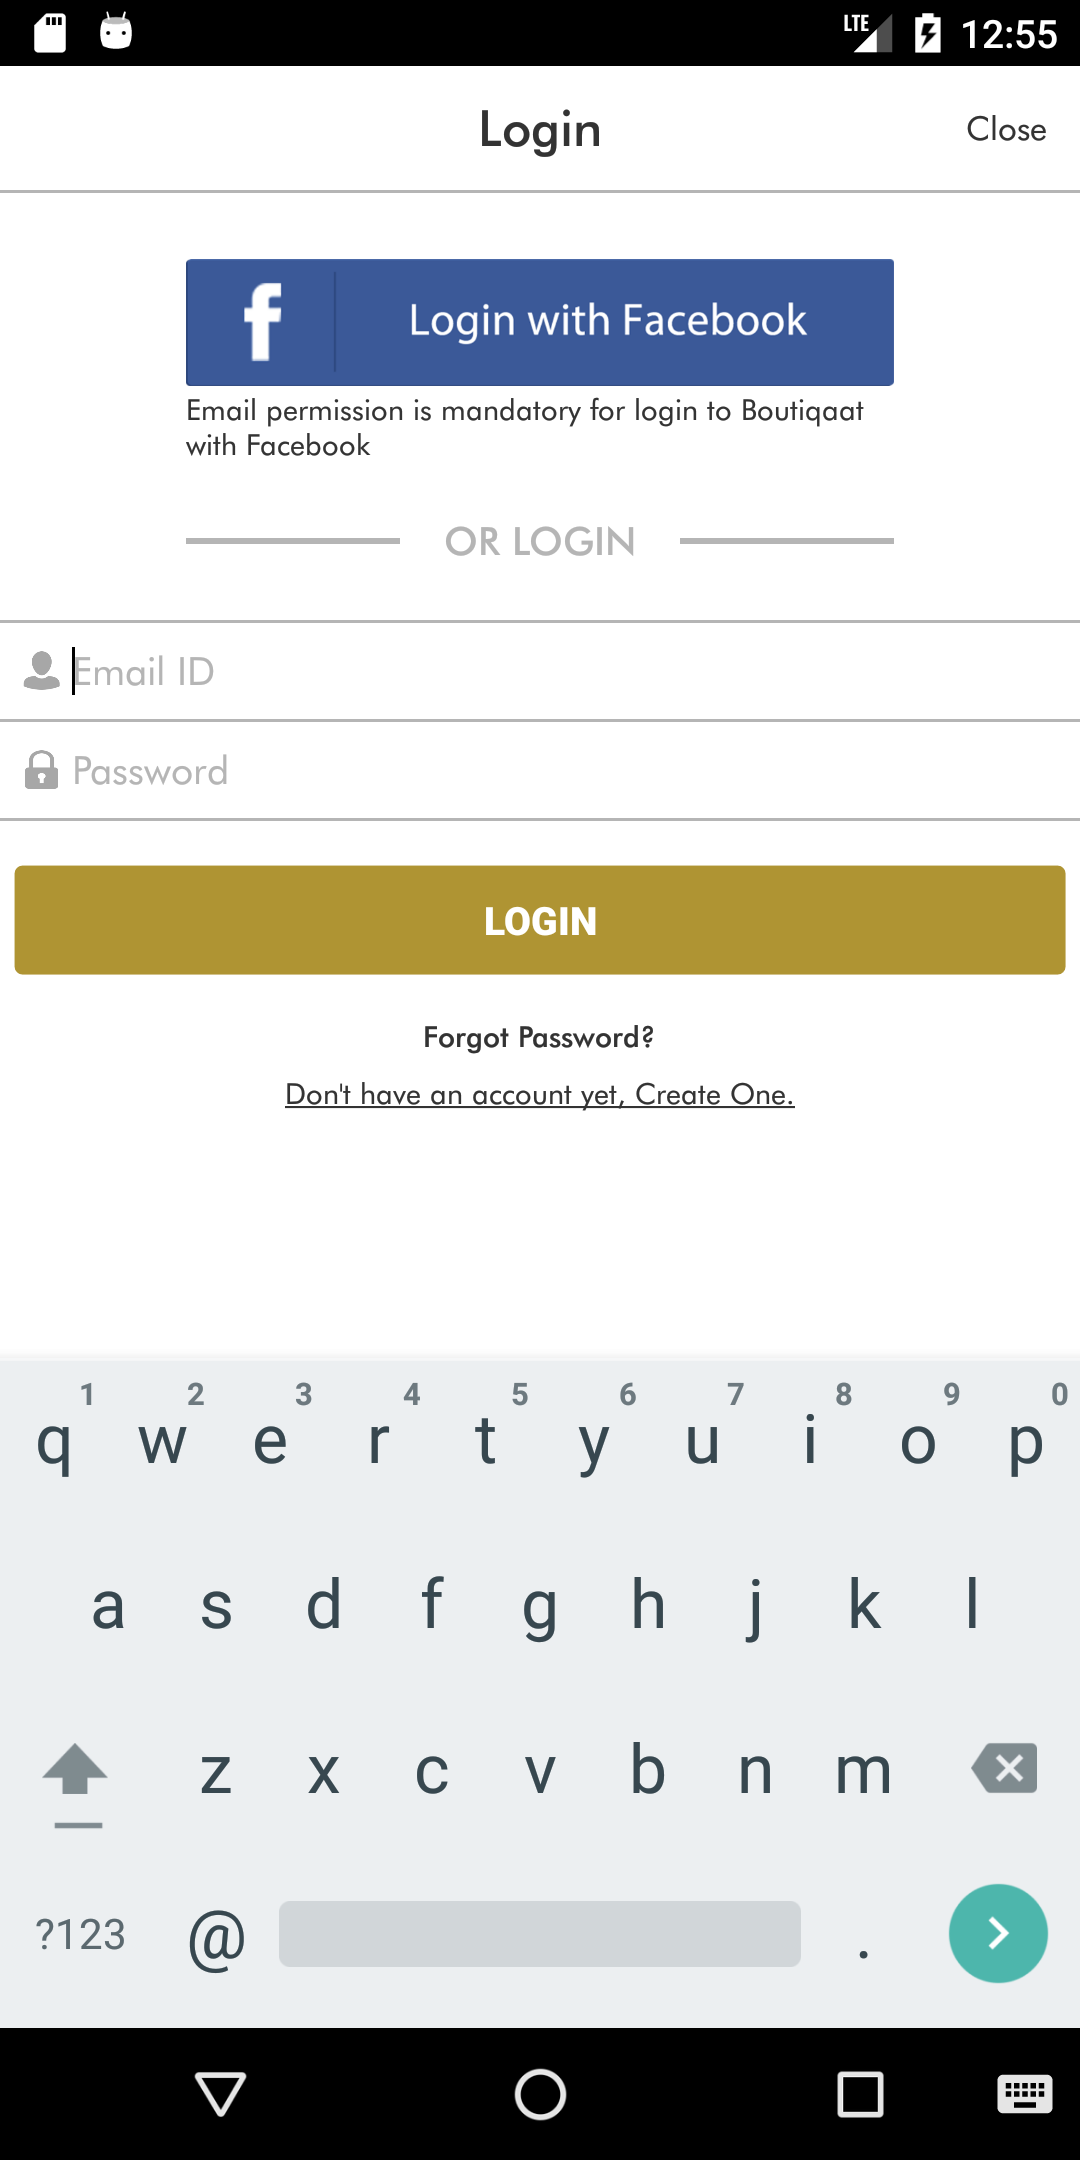 LTE 12:55
Login
Close
f Login with Facebook
Email permission is mandatory for login to Boutiqaat
with Facebook
OR LOGIN
Email ID
Password
LOGIN
Forgot Password?
Don't have an account yet, Create One.
1 2 3 4 5 6 7 8 9 0
q w e r t y u i o p
a s d f g h j k l
z x c v b n m
?123 @ .